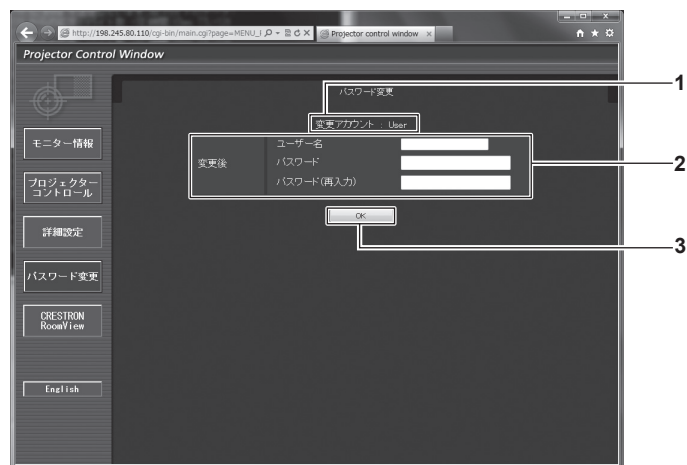 http://198.245.80.110/cgi-bin/main.cgi?page=MENU_I
Projector control window
Projector Control Window
パスワード変更
変更アカウント : User
変更後
ユーザー名
パスワード
パスワード(再入力)
OK
モニター情報
プロジェクター
コントロール
詳細設定
パスワード変更
CRESTRON
RoomView
English
1
2
3